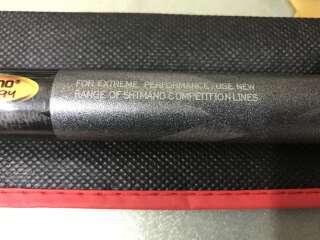 FOR EXTREME PERFORMANCE, USE NEW
RANGE OF SHIMANO COMPETITION LINES